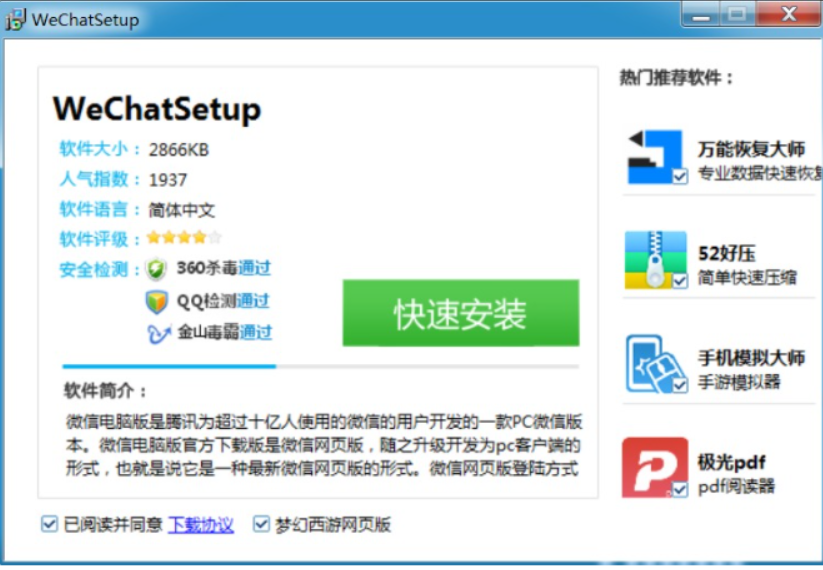 WeChatSetup
WeChatSetup
软件大小：2866KB
人气指数：1937
软件语言：简体中文
软件评级：
安全检测：360杀毒通过
QQ检测通过
金山毒霸通过
快速安装
软件简介：
微信电脑版是腾讯为超过十亿人使用的微信的用户开发的一款PC微信版
本。微信电脑版官方下载版是微信网页版，随之升级开发为pc客户端的
形式，也就是说它是一种最新微信网页版的形式。微信网页版登陆方式
已阅读并同意 下载协议 梦幻西游网页版
热门推荐软件：
万能恢复大师
专业数据快速恢复
52好压
简单快速压缩
手机模拟大师
手游模拟器
极光pdf
pdf阅读器